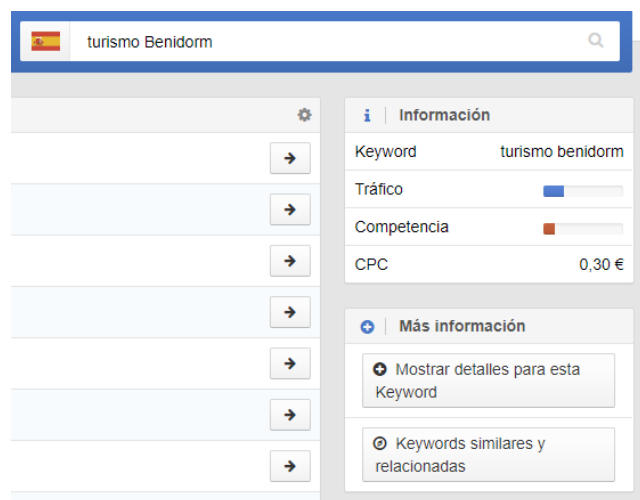 turismo Benidorm
Información
Keyword turismo benidorm
Tráfico
Competencia
CPC 0,30 €
Más información
Mostrar detalles para esta
Keyword
Keywords similares y
relacionadas